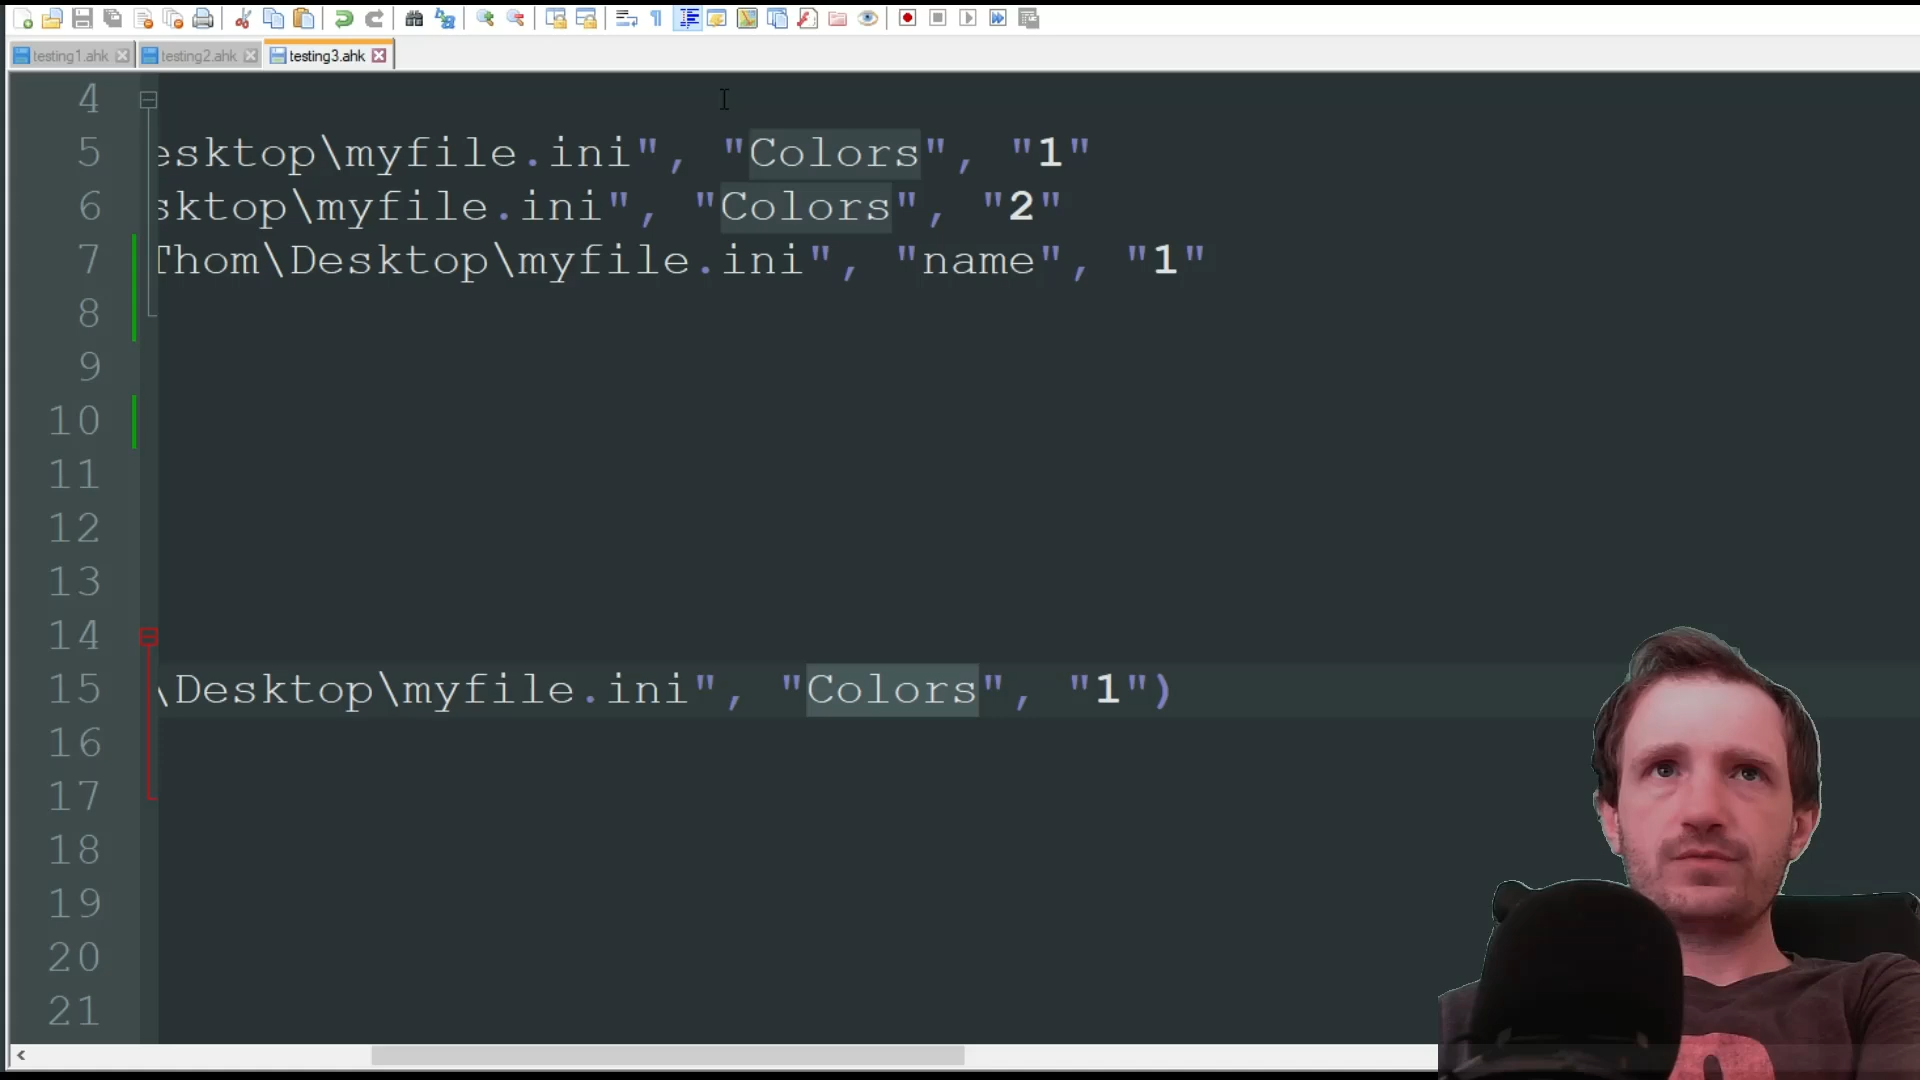 testing1.ahk testing2.ahk testing3.ahk
4
5 esktop\myfile.ini", "Colors", "1"
6 sktop\myfile.ini", "Colors", "2"
7 Thom\Desktop\myfile.ini", "name", "1"
8
9
10
11
12
13
14
15 \Desktop\myfile.ini", "Colors", "1")
16
17
18
19
20
21